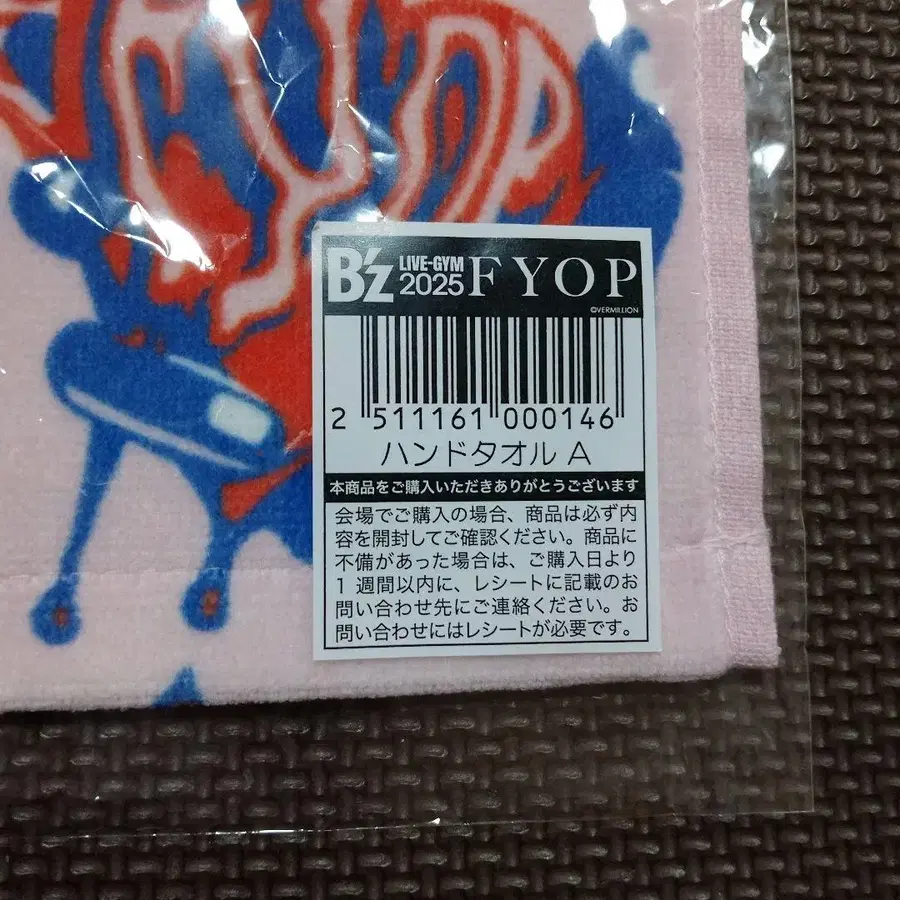 FYOP
B'z LIVE-GYM 2025 FYOP
©VERMILLION
2 511161 000146
ハンドタオル A
本商品をご購入いただきありがとうございます
会場でご購入の場合、商品は必ず内
容を開封してご確認ください。商品に
不備があった場合は、ご購入日より
1 週間以内に、レシートに記載のお
問い合わせ先にご連絡ください。お
問い合わせにはレシートが必要です。